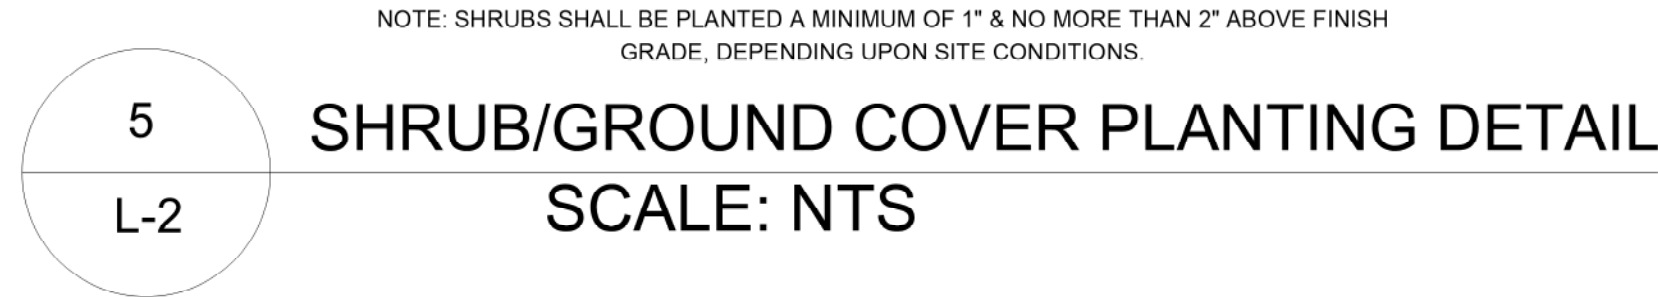 NOTE: SHRUBS SHALL BE PLANTED A MINIMUM OF 1" & NO MORE THAN 2" ABOVE FINISH
GRADE, DEPENDING UPON SITE CONDITIONS.
5
SHRUB/GROUND COVER PLANTING DETAIL
L-2
SCALE: NTS